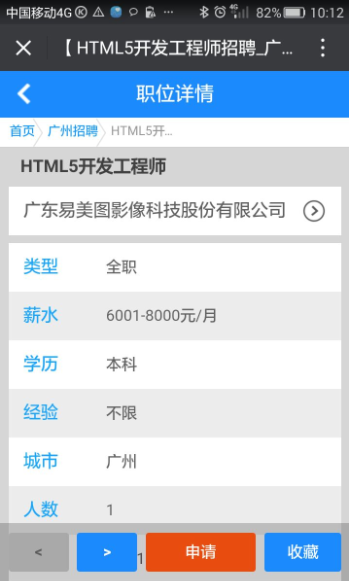 中国移动4G 82% 10:12
【 HTML5开发工程师招聘_广...
职位详情
首页 广州招聘 HTML5开...
HTML5开发工程师
广东易美图影像科技股份有限公司
类型 全职
薪水 6001-8000元/月
学历 本科
经验 不限
城市 广州
人数 1
< > 申请 收藏